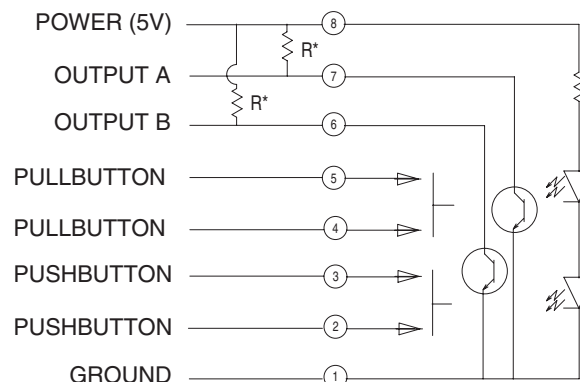 POWER (5V) 8
R*
OUTPUT A 7
R*
OUTPUT B 6
PULLBUTTON 5
PULLBUTTON 4
PUSHBUTTON 3
PUSHBUTTON 2
GROUND 1